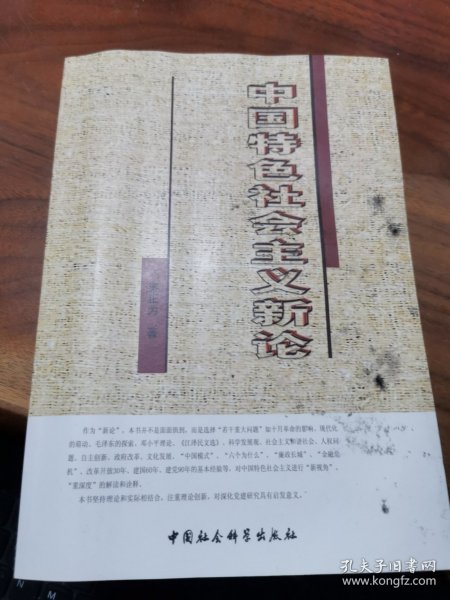 中国特色社会主义新论
正方 著
作为“新论”,本书并不是面面俱到,而是选择“若干重大问题”如十月革命的影响、现代化
的启动、毛泽东的探索、邓小平理论、《江泽民文选》、科学发展观、社会主义和谐社会、人权问
题、自主创新、政府改革、文化发展、“中国模式”、“六个为什么”、“廉政长城”、“金融危
机”、改革开放30年、建国60年、建党90年的基本经验等,对中国特色社会主义进行“新视角”、
“重深度”的解读和诠释。
本书坚持理论和实际相结合,注重理论创新,对深化党建研究具有启发意义。
中国社会科学出版社
孔夫子旧书网
www.kongfz.com